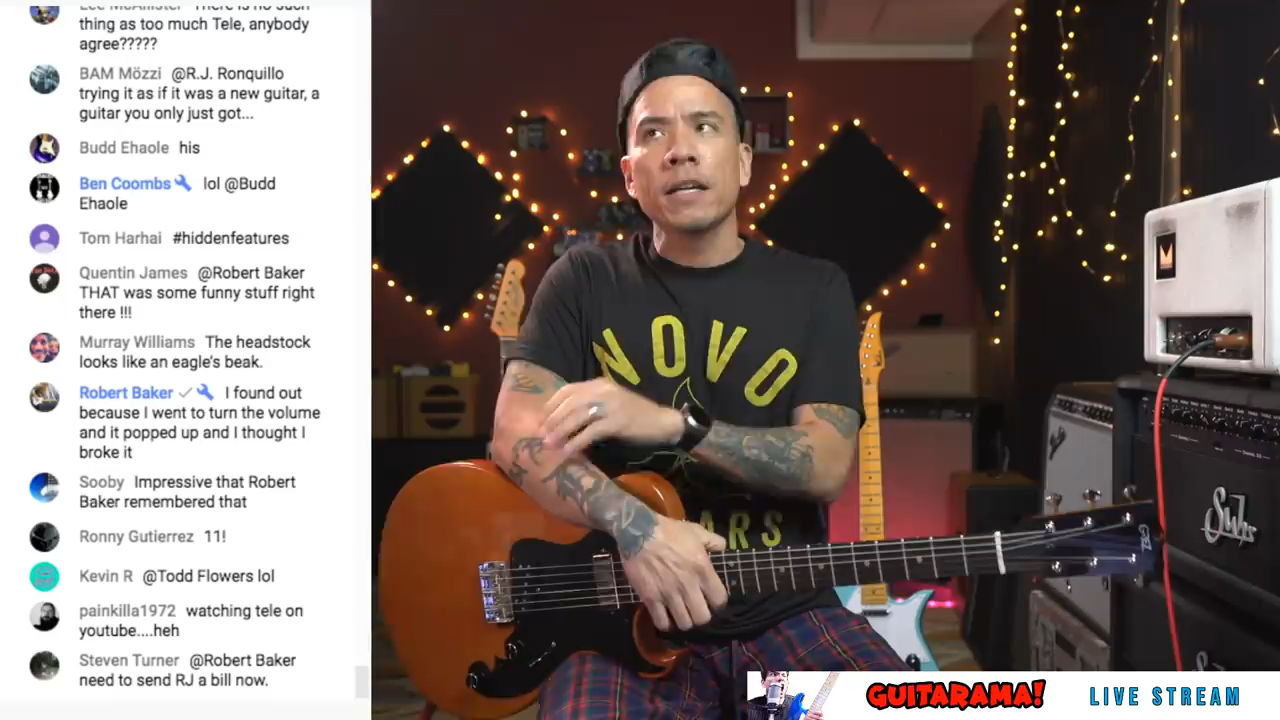 Lee McAllister There is no such
thing as too much Tele, anybody
agree?????
BAM Mözzi @R.J. Ronquillo
trying it as if it was a new guitar, a
guitar you only just got...
Budd Ehaole his
Ben Coombs lol @Budd
Ehaole
Tom Harhai #hiddenfeatures
Quentin James @Robert Baker
THAT was some funny stuff right
there !!!
Murray Williams The headstock
looks like an eagle's beak.
Robert Baker I found out
because I went to turn the volume
and it popped up and I thought I
broke it
Sooby Impressive that Robert
Baker remembered that
Ronny Gutierrez 11!
Kevin R @Todd Flowers lol
painkilla1972 watching tele on
youtube....heh
Steven Turner @Robert Baker
need to send RJ a bill now.
NOVO
ARS
M
Suhr
GUITARAMA!
LIVE STREAM